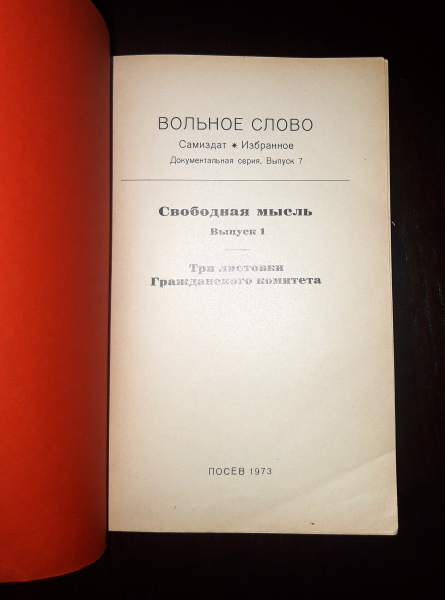 ВОЛЬНОЕ СЛОВО
Самиздат ✷ Избранное
Документальная серия. Выпуск 7
Свободная мысль
Выпуск 1
Три листовки
Гражданского комитета
ПОСЕВ 1973